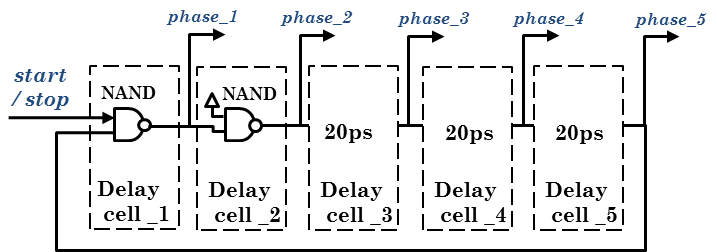 phase_1
phase_2
phase_3
phase_4
phase_5
start
/ stop
NAND
NAND
20ps
20ps
20ps
Delay
cell _1
Delay
cell _2
Delay
cell _3
Delay
cell _4
Delay
cell _5